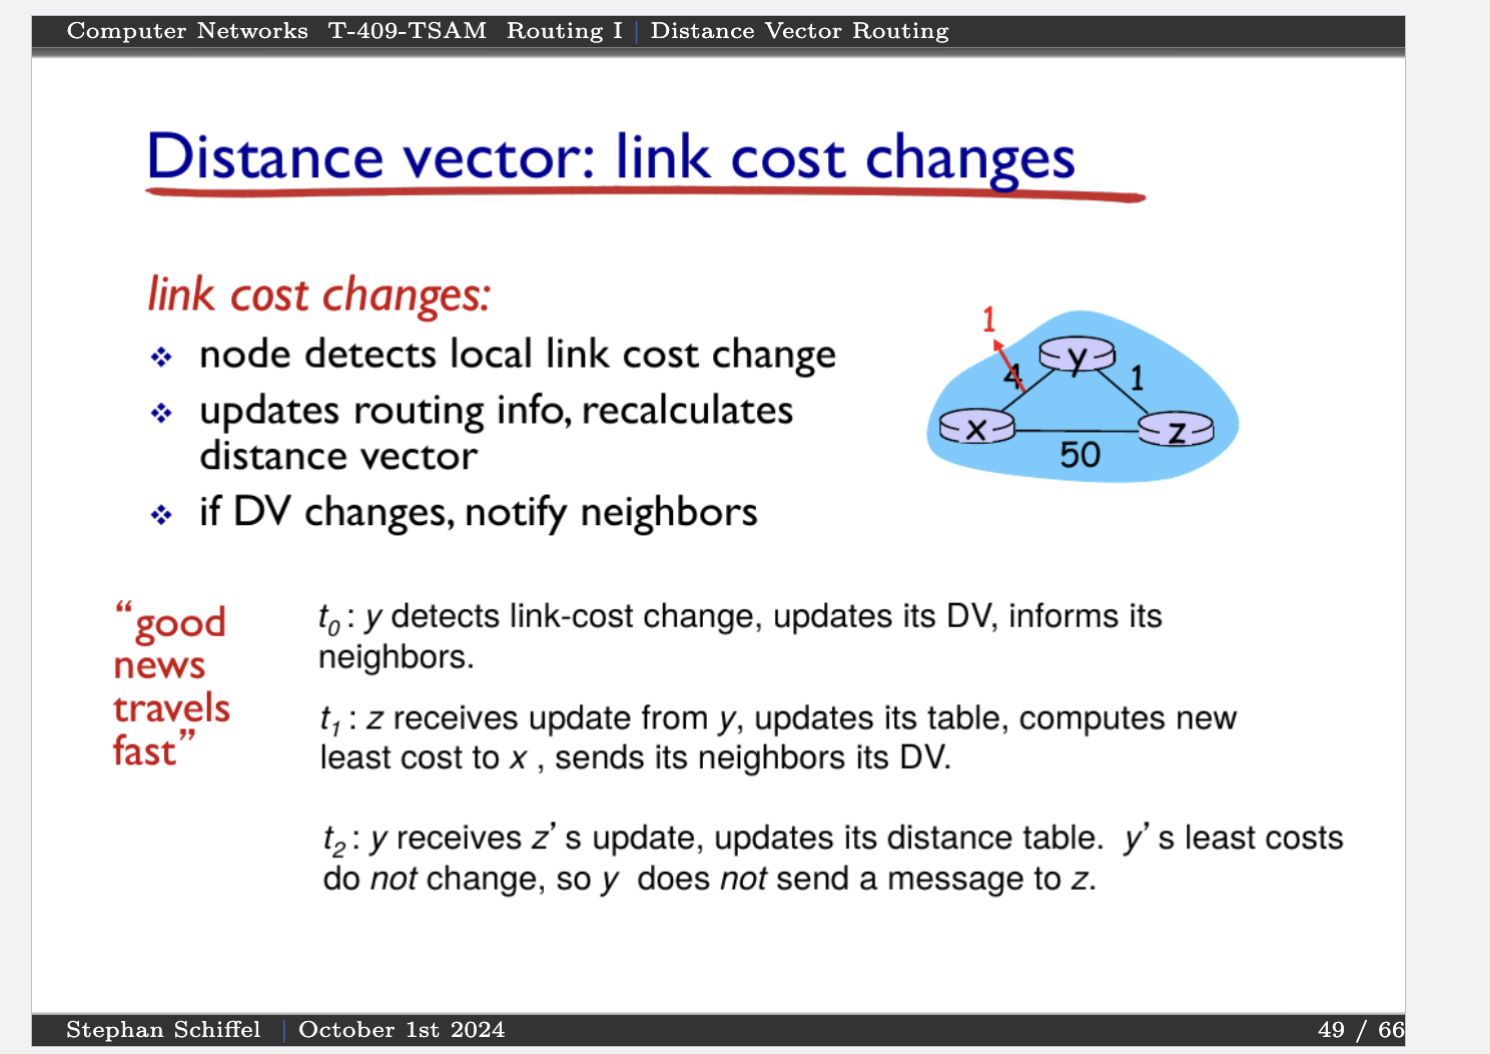 Computer Networks T-409-TSAM Routing I | Distance Vector Routing
Distance vector: link cost changes
link cost changes:
❖ node detects local link cost change
❖ updates routing info, recalculates
distance vector
❖ if DV changes, notify neighbors
1
4
y
1
x
z
50
“good
news
travels
fast”
t0 : y detects link-cost change, updates its DV, informs its
neighbors.
t1 : z receives update from y, updates its table, computes new
least cost to x , sends its neighbors its DV.
t2 : y receives z’ s update, updates its distance table. y’ s least costs
do not change, so y does not send a message to z.
Stephan Schiffel | October 1st 2024
49 / 66